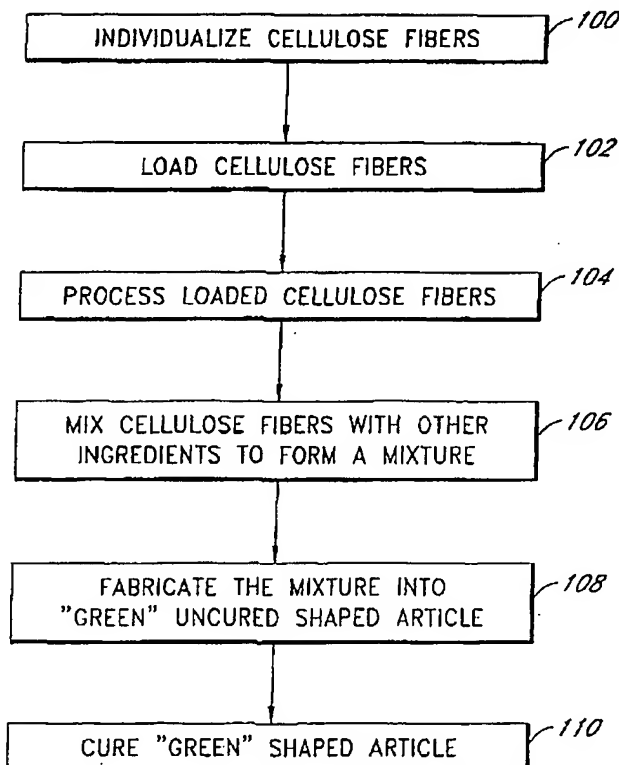 INDIVIDUALIZE CELLULOSE FIBERS
100
LOAD CELLULOSE FIBERS
102
PROCESS LOADED CELLULOSE FIBERS
104
MIX CELLULOSE FIBERS WITH OTHER
INGREDIENTS TO FORM A MIXTURE
106
FABRICATE THE MIXTURE INTO
"GREEN" UNCURED SHAPED ARTICLE
108
CURE "GREEN" SHAPED ARTICLE
110